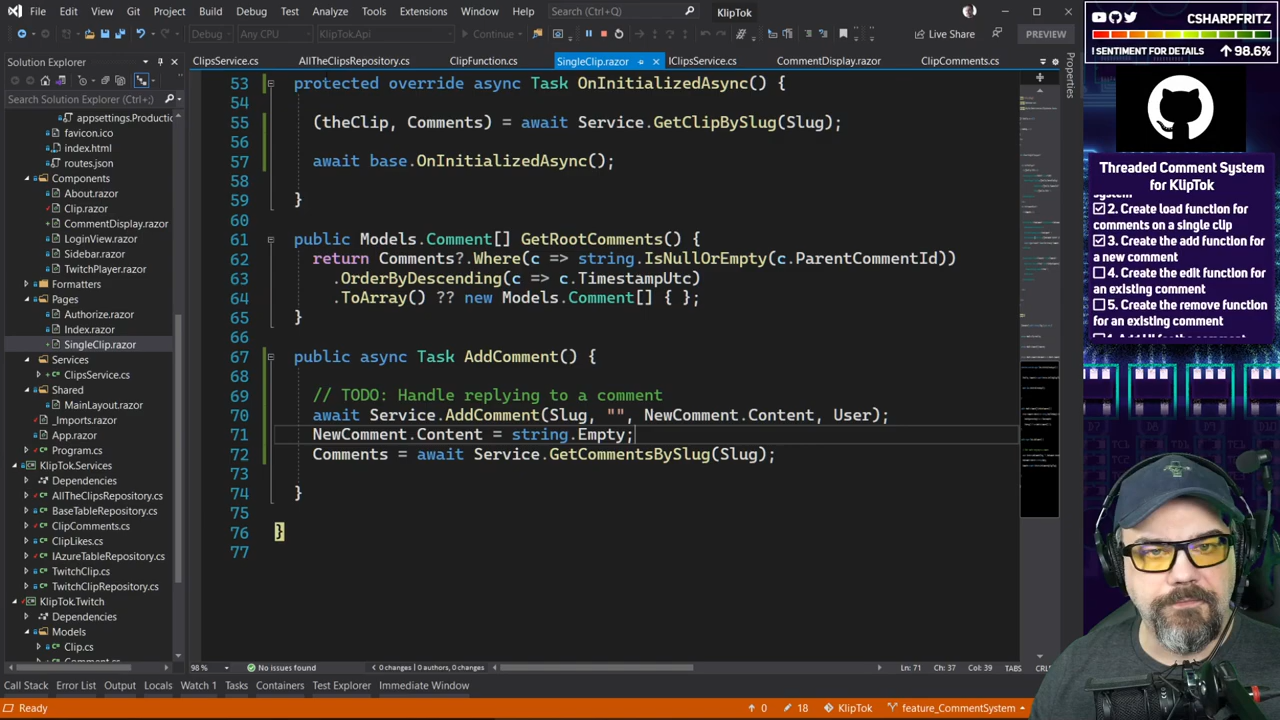 File Edit View Git Project Build Debug Test Analyze Tools Extensions Window Help Search (Ctrl+Q) KlipTok
Debug Any CPU KlipTokApi Continue Live Share PREVIEW
Solution Explorer
Search Solution Explorer (Ctrl+;)
appsettings.Productio
favicon.ico
index.html
routes.json
Components
About.razor
Clip.razor
CommentDisplay.razor
LoginView.razor
Sidebar.razor
TwitchPlayer.razor
Converters
Pages
Authorize.razor
Index.razor
SingleClip.razor
Services
ClipsService.cs
Shared
MainLayout.razor
_Imports.razor
App.razor
Program.cs
KlipTok.Services
Dependencies
AllTheClipsRepository.cs
BaseTableRepository.cs
ClipComments.cs
ClipLikes.cs
IAzureTableRepository.cs
TwitchClip.cs
TwitchClipRepository.cs
KlipTok.Twitch
Dependencies
Models
Clip.cs
Comment.cs
ClipsService.cs AllTheClipsRepository.cs ClipFunction.cs SingleClip.razor IClipsService.cs CommentDisplay.razor ClipComments.cs
Properties
53 protected override async Task OnInitializedAsync() {
54
55 (theClip, Comments) = await Service.GetClipBySlug(Slug);
56
57 await base.OnInitializedAsync();
58
59 }
60
61 public Models.Comment[] GetRootComments() {
62 return Comments?.Where(c => string.IsNullOrEmpty(c.ParentCommentId))
63 .OrderByDescending(c => c.TimestampUtc)
64 .ToArray() ?? new Models.Comment[] { };
65 }
66
67 public async Task AddComment() {
68
69 //TODO: Handle replying to a comment
70 await Service.AddComment(Slug, "", NewComment.Content, User);
71 NewComment.Content = string.Empty;
72 Comments = await Service.GetCommentsBySlug(Slug);
73
74 }
75
76 }
77
98 % No issues found 0 changes | 0 authors, 0 changes Ln: 71 Ch: 37 Col: 39 TABS CRL
Call Stack Error List Output Locals Watch 1 Tasks Containers Test Explorer Immediate Window
Ready 0 18 KlipTok feature_CommentSystem
CSHARPFRITZ
! SENTIMENT FOR DETAILS 98.6%
Threaded Comment System
for KlipTok
system
2. Create load function for
comments on a single clip
3. Create the add function for
a new comment
4. Create the edit function for
an existing comment
5. Create the remove function
for an existing comment